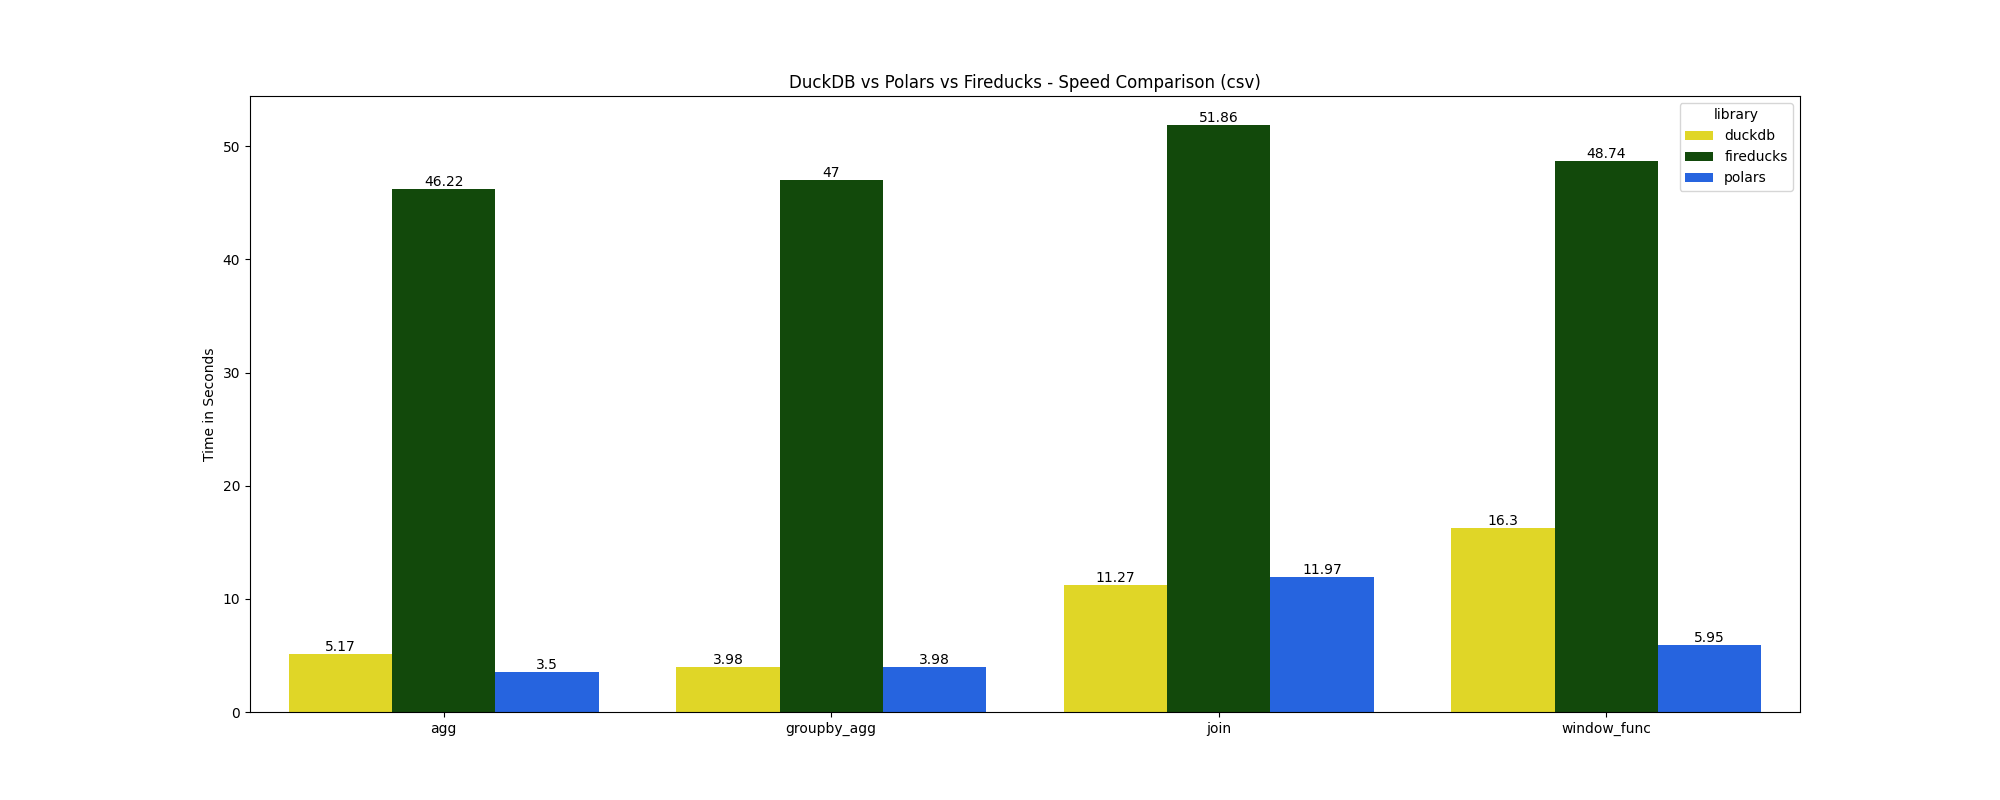 DuckDB vs Polars vs Fireducks - Speed Comparison (csv)
Time in Seconds
50
40
30
20
10
0
5.17
46.22
3.5
3.98
47
3.98
11.27
51.86
11.97
16.3
48.74
5.95
agg
groupby_agg
join
window_func
library
duckdb
fireducks
polars